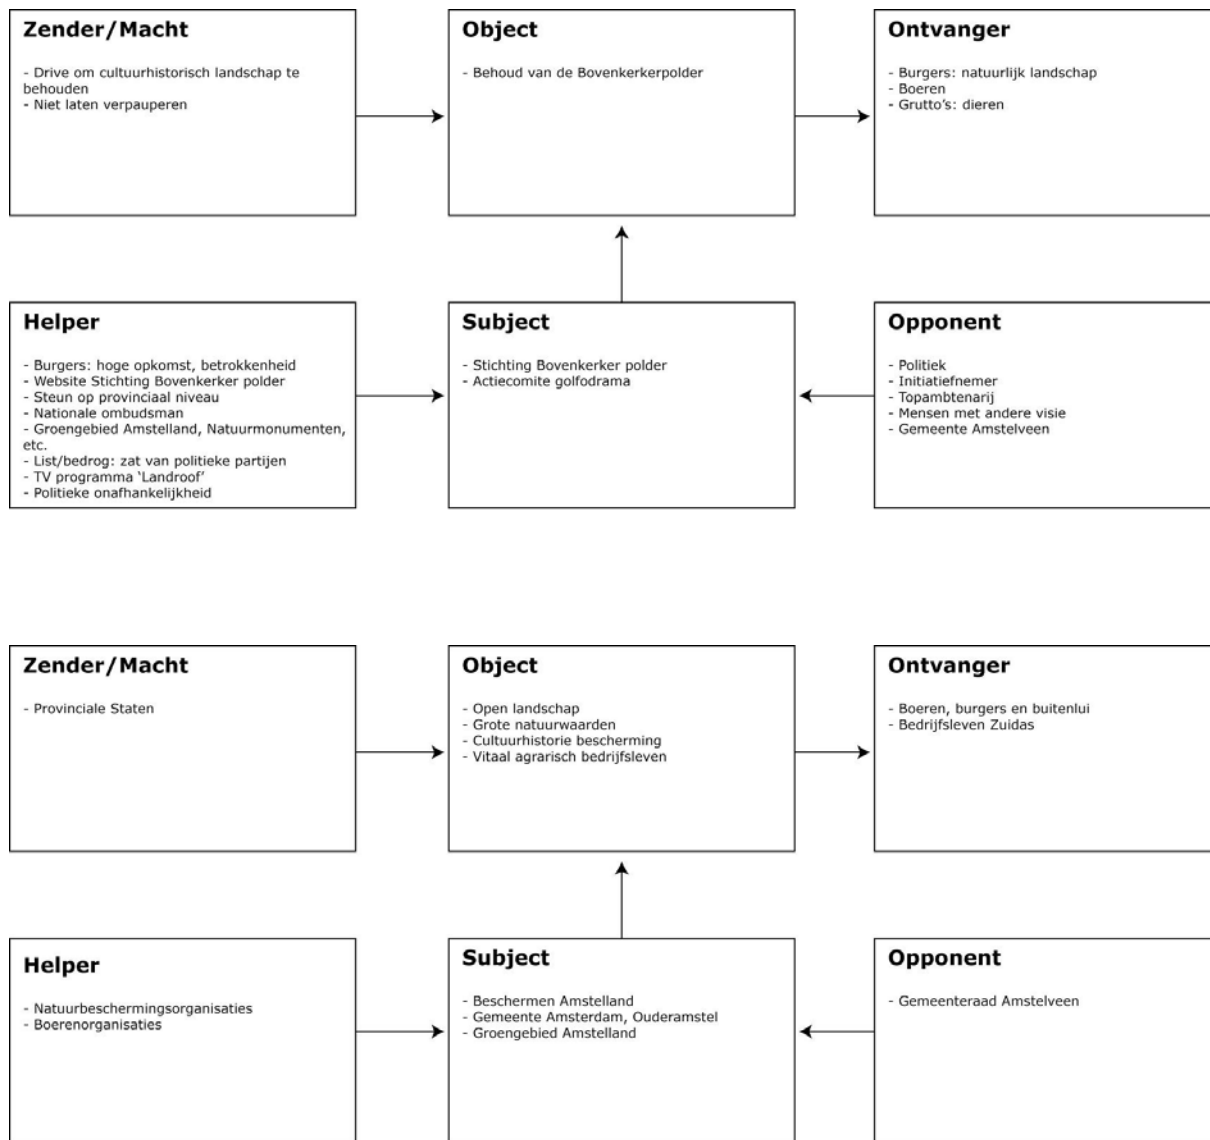 Zender/Macht
- Drive om cultuurhistorisch landschap te
behouden
- Niet laten verpauperen
Object
- Behoud van de Bovenkerkerpolder
Ontvanger
- Burgers: natuurlijk landschap
- Boeren
- Grutto's: dieren
Helper
- Burgers: hoge opkomst, betrokkenheid
- Website Stichting Bovenkerker polder
- Steun op provinciaal niveau
- Nationale ombudsman
- Groengebied Amstelland, Natuurmonumenten,
etc.
- List/bedrog: zat van politieke partijen
- TV programma ‘Landroof’
- Politieke onafhankelijkheid
Subject
- Stichting Bovenkerker polder
- Actiecomite golfodrama
Opponent
- Politiek
- Initiatiefnemer
- Topambtenarij
- Mensen met andere visie
- Gemeente Amstelveen
Zender/Macht
- Provinciale Staten
Object
- Open landschap
- Grote natuurwaarden
- Cultuurhistorie bescherming
- Vitaal agrarisch bedrijfsleven
Ontvanger
- Boeren, burgers en buitenlui
- Bedrijfsleven Zuidas
Helper
- Natuurbeschermingsorganisaties
- Boerenorganisaties
Subject
- Beschermen Amstelland
- Gemeente Amsterdam, Ouderamstel
- Groengebied Amstelland
Opponent
- Gemeenteraad Amstelveen